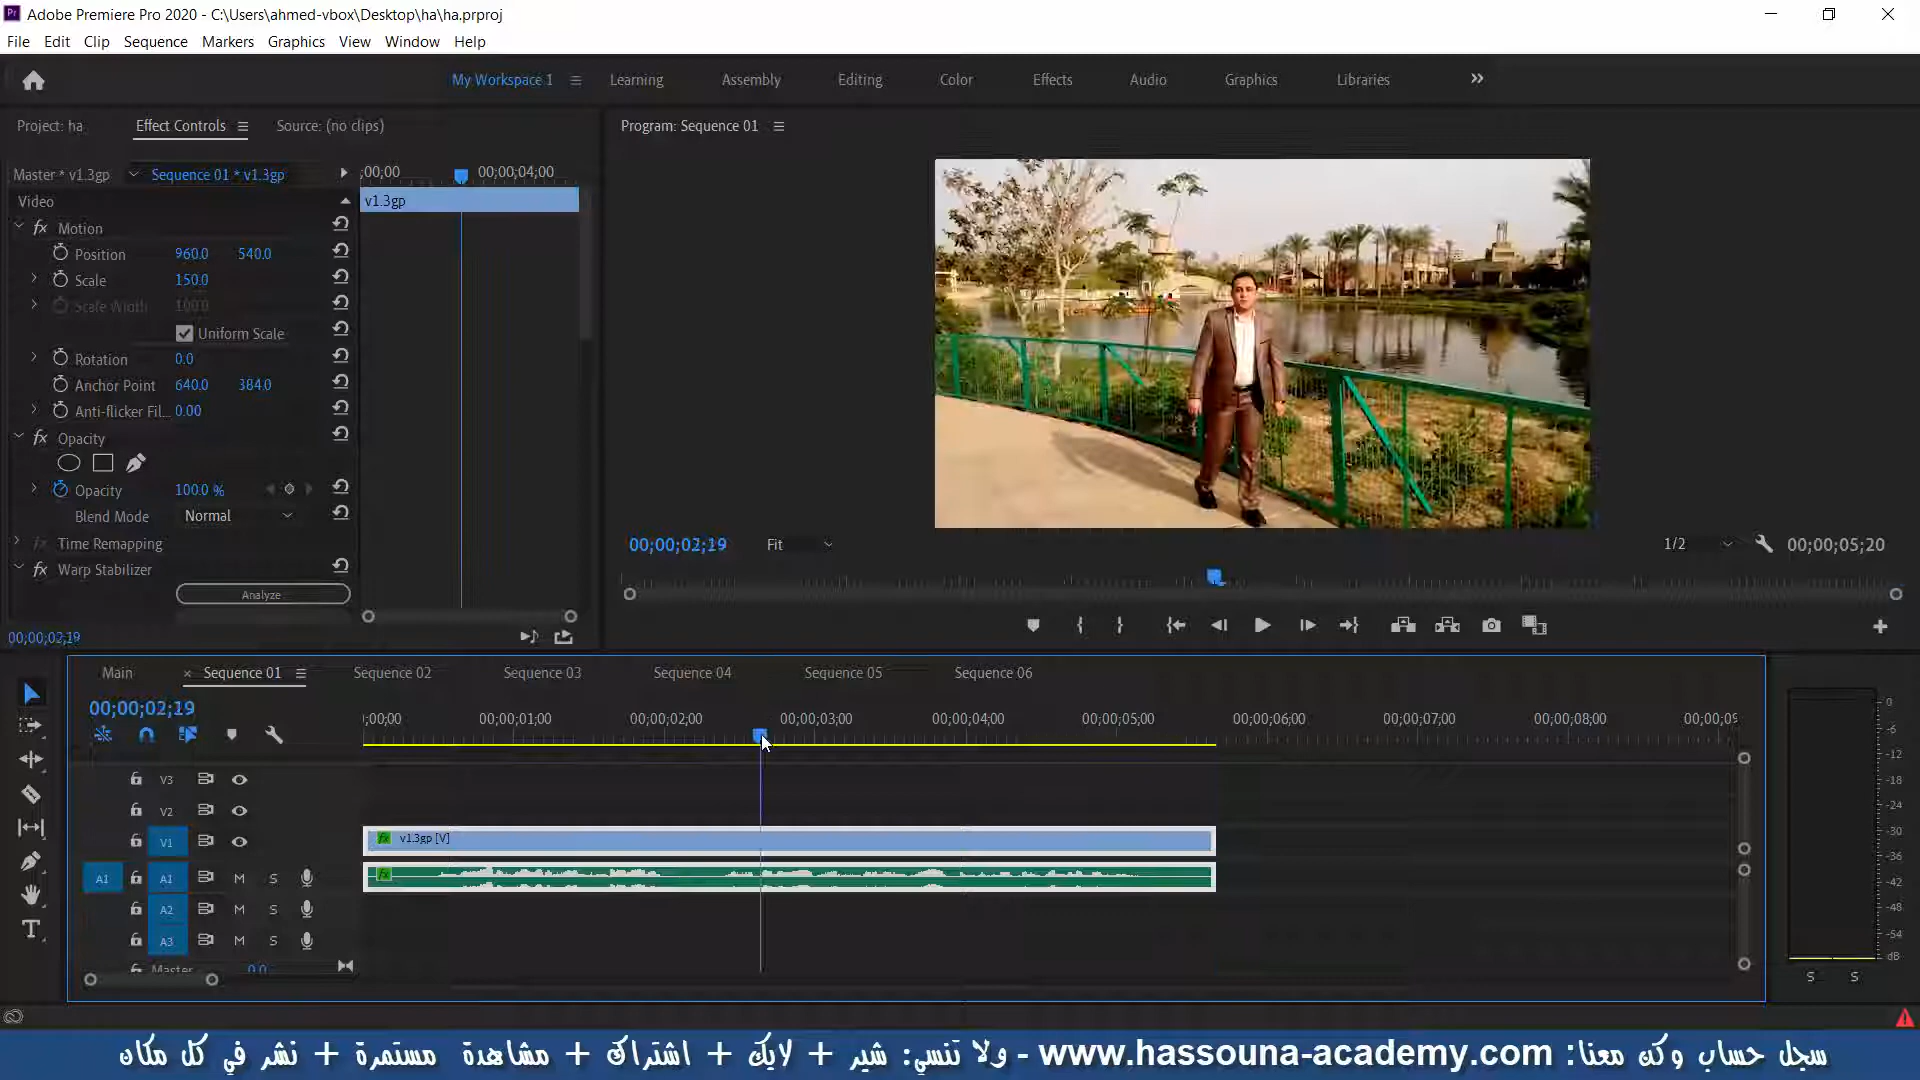 Adobe Premiere Pro 2020 - C:\Users\ahmed-vbox\Desktop\ha\ha.prproj
File Edit Clip Sequence Markers Graphics View Window Help
My Workspace 1 Learning Assembly Editing Color Effects Audio Graphics Libraries
Project: ha Effect Controls Source: (no clips)
Program: Sequence 01
Master * v1.3gp Sequence 01 * v1.3gp
;00;00 00;00;04;00
Video
v1.3gp
fx Motion
Position 960.0 540.0
Scale 150.0
Scale Width 100.0
Uniform Scale
Rotation 0.0
Anchor Point 640.0 384.0
Anti-flicker Fil... 0.00
fx Opacity
Opacity 100.0 %
Blend Mode Normal
fx Time Remapping
fx Warp Stabilizer
Analyze
00;00;02;19
00;00;02;19 Fit 1/2 00;00;05;20
Main Sequence 01 Sequence 02 Sequence 03 Sequence 04 Sequence 05 Sequence 06
00;00;02;19
;00;00 00;00;01;00 00;00;02;00 00;00;03;00 00;00;04;00 00;00;05;00 00;00;06;00 00;00;07;00 00;00;08;00 00;00;09
V3
V2
V1
fx v1.3gp [V]
A1 A1 M S
fx
A2 M S
A3 M S
Master 0.0
0
-6
-12
-18
-24
-30
-36
-42
-48
-54
dB
S S
سجل حساب وكن معنا: www.hassouna-academy.com - ولا تنسي: شير + لايك + اشتراك + مشاهدة مستمرة + نشر في كل مكان